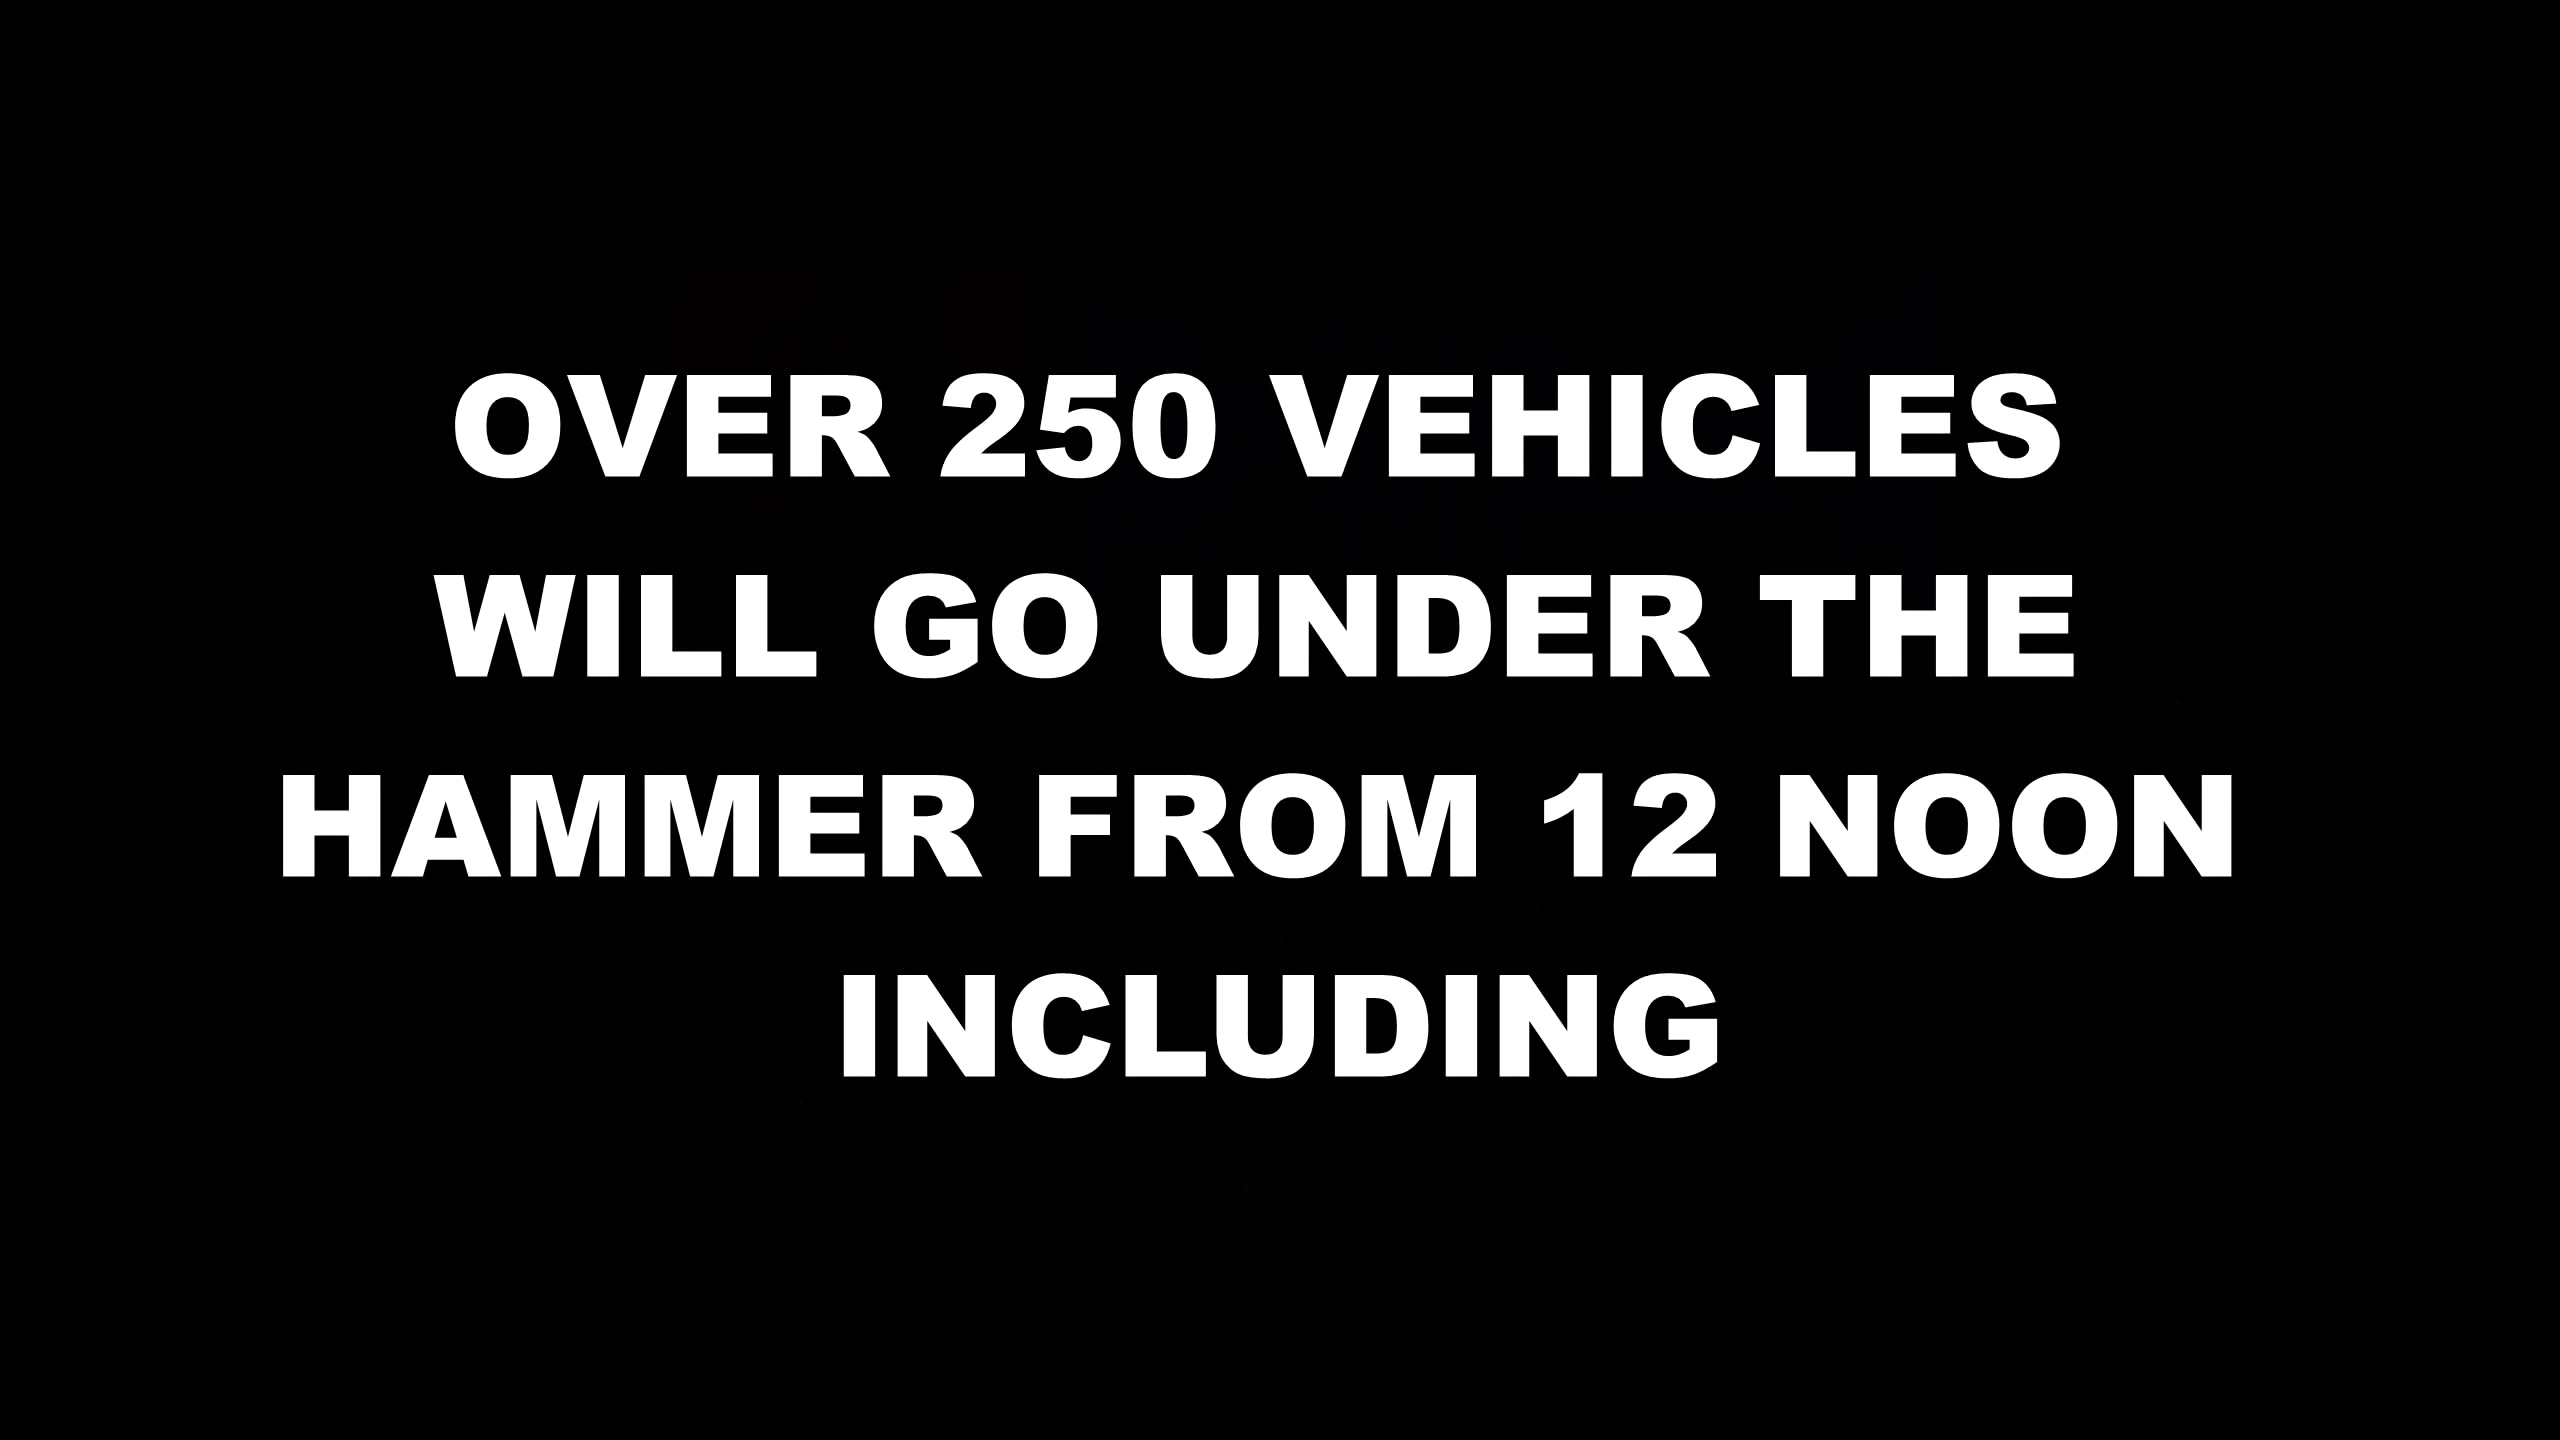 OVER 250 VEHICLES
WILL GO UNDER THE
HAMMER FROM 12 NOON
INCLUDING